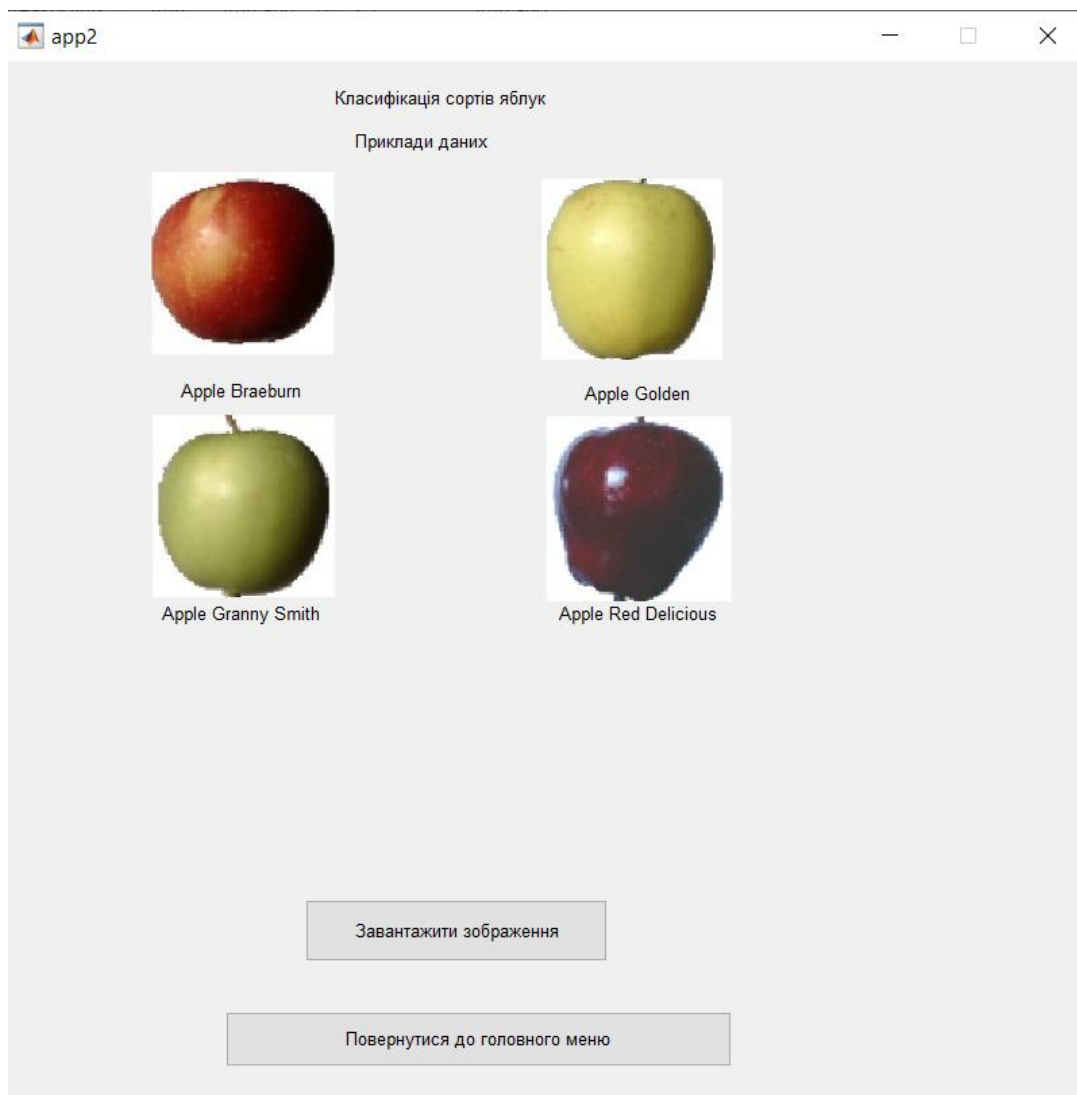 app2
Класифікація сортів яблук
Приклади даних
Apple Braeburn
Apple Golden
Apple Granny Smith
Apple Red Delicious
Завантажити зображення
Повернутися до головного меню